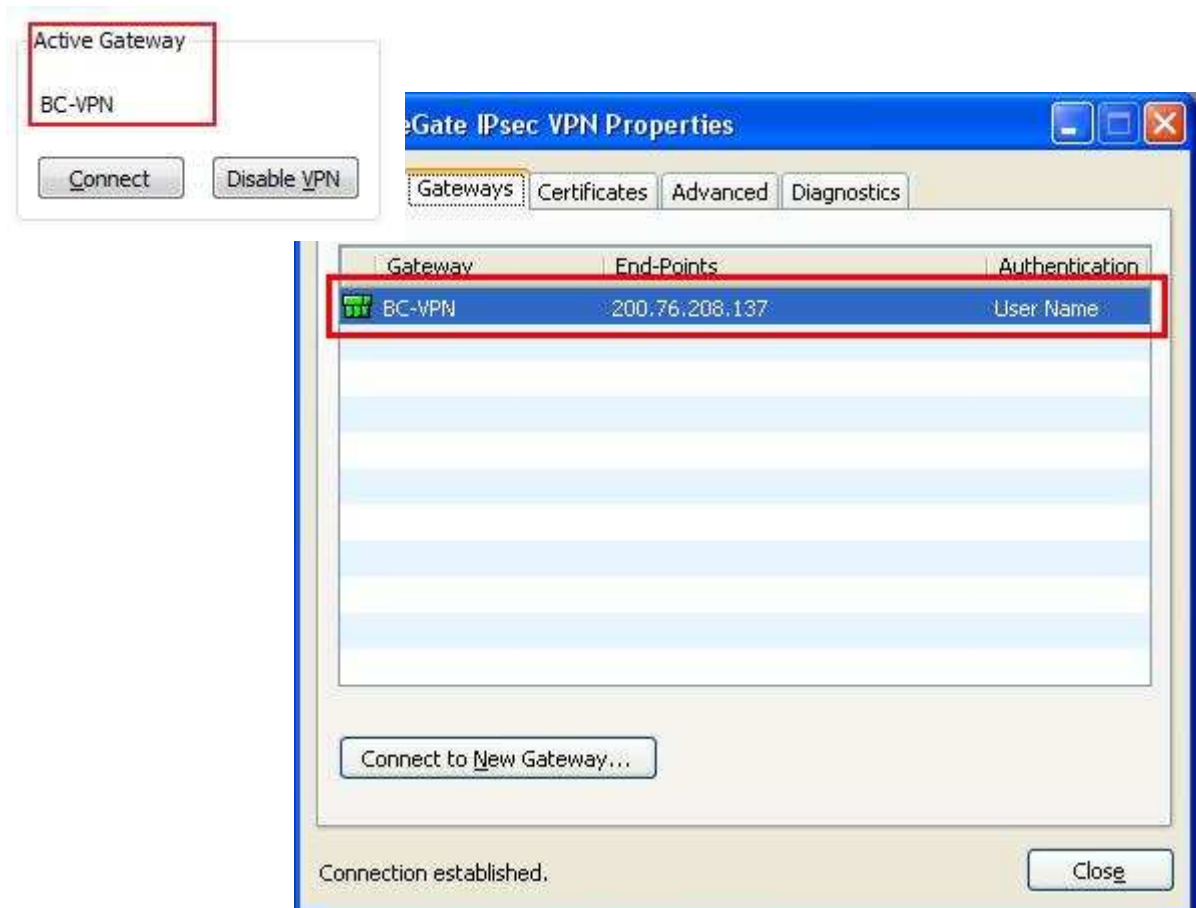 Active Gateway
BC-VPN
Connect Disable VPN
eGate IPsec VPN Properties
Gateways Certificates Advanced Diagnostics
Gateway End-Points Authentication
BC-VPN 200.76.208.137 User Name
Connect to New Gateway...
Connection established. Close